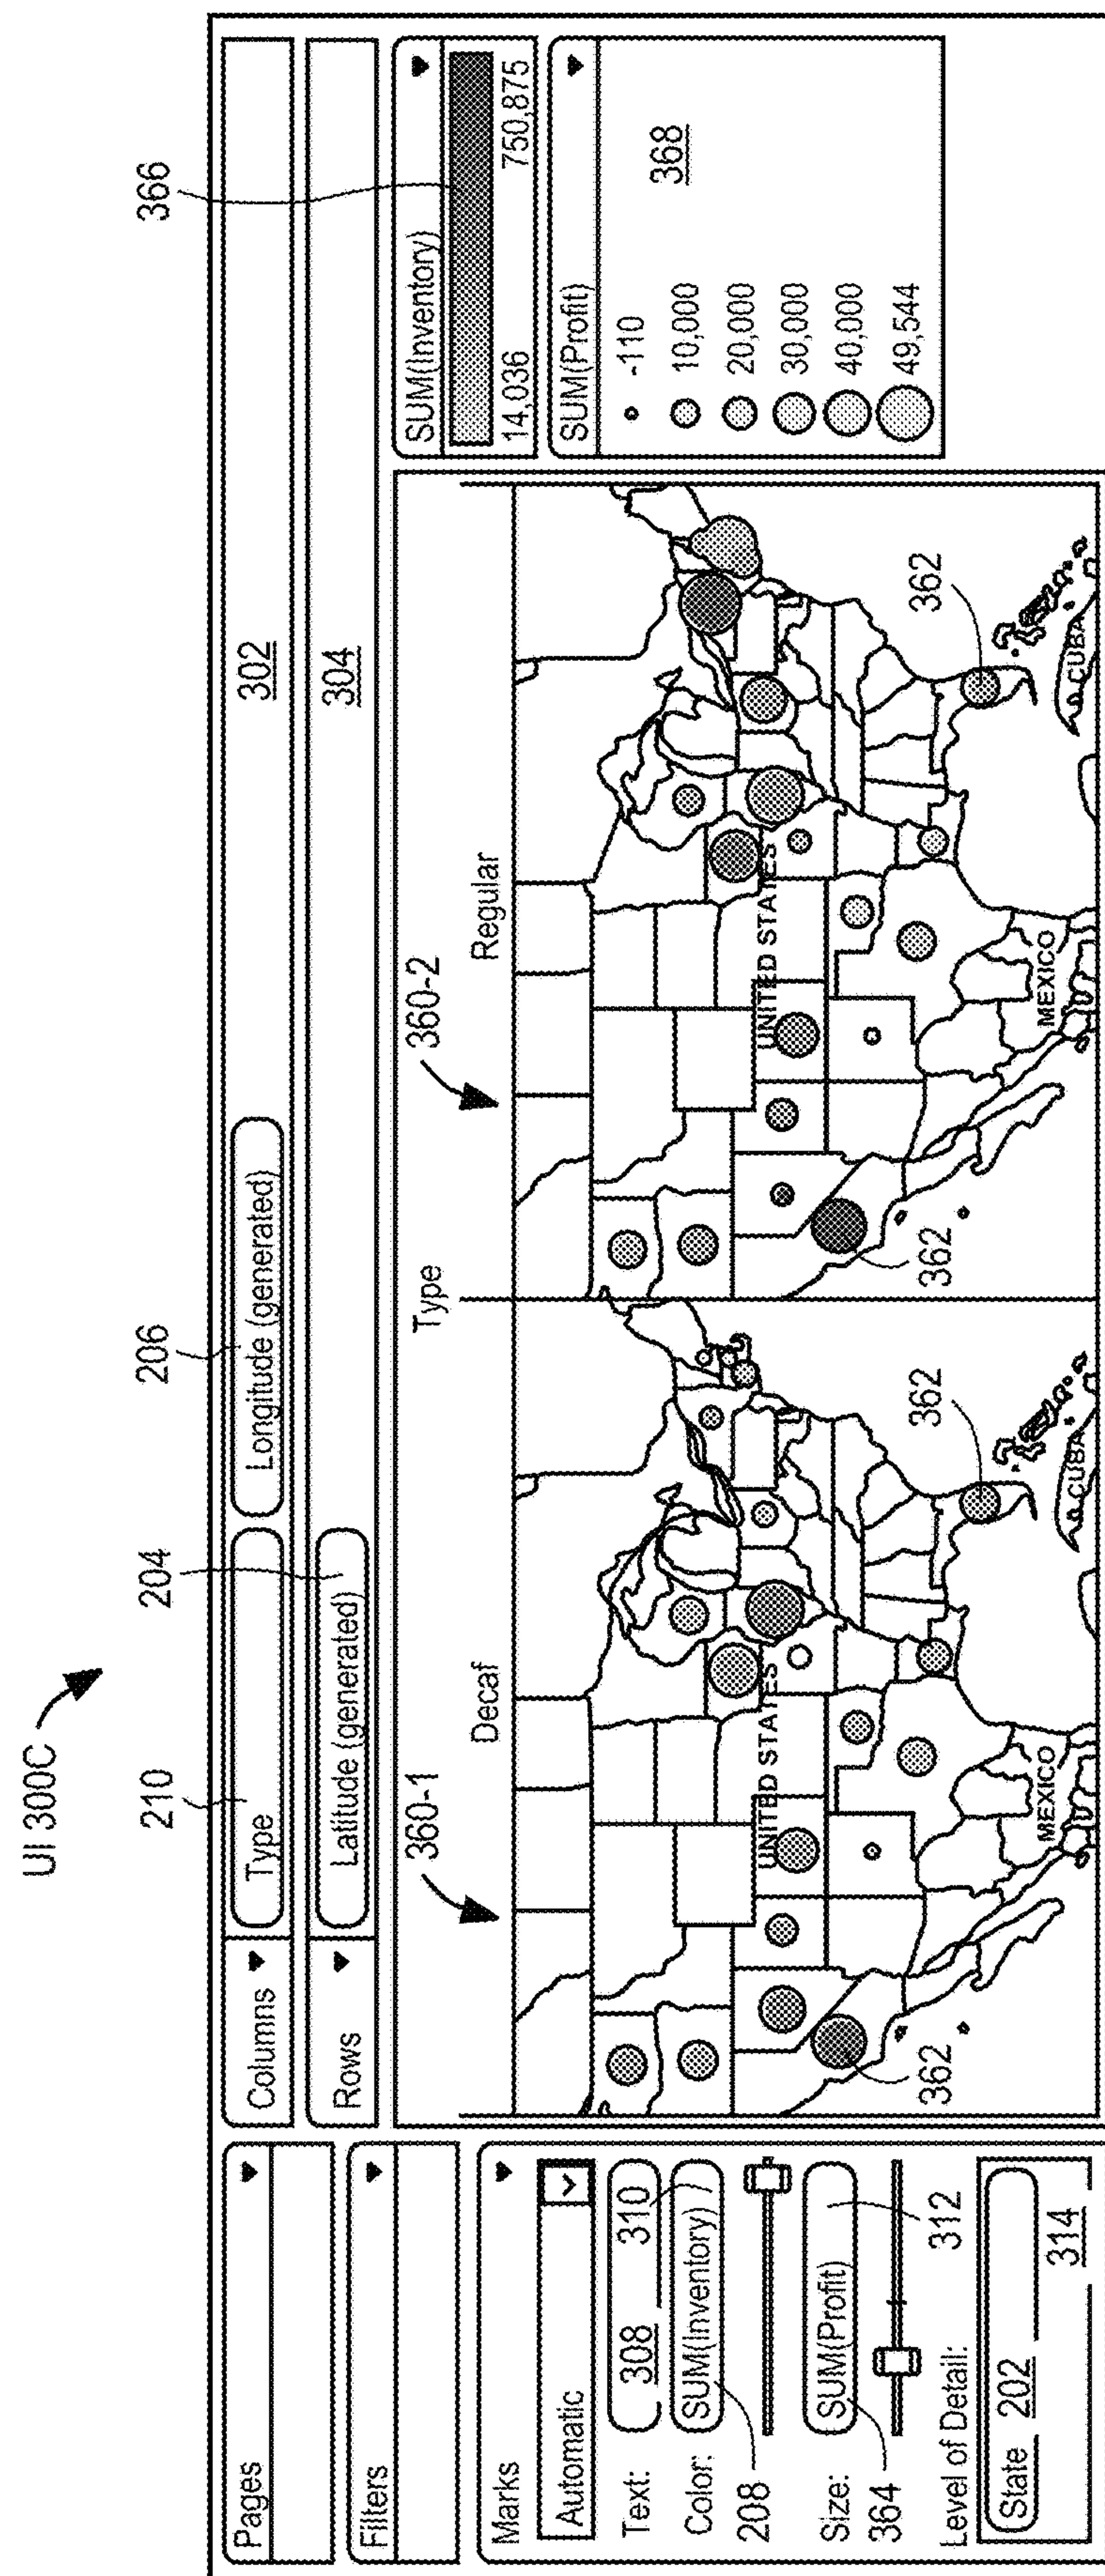 UI 300C
210
204
206
366
Pages
Columns
Type
Longitude (generated)
302
Rows
Latitude (generated)
304
Filters
Marks
Automatic
Text:
308
310
Color:
SUM(Inventory)
208
Size:
SUM(Profit)
364
312
Level of Detail:
State
202
314
Type
360-1
Decaf
360-2
Regular
UNITED STATES
MEXICO
CUBA
362
362
UNITED STATES
MEXICO
CUBA
362
362
SUM(Inventory)
14,036
750,875
SUM(Profit)
-110
10,000
20,000
30,000
40,000
49,544
368